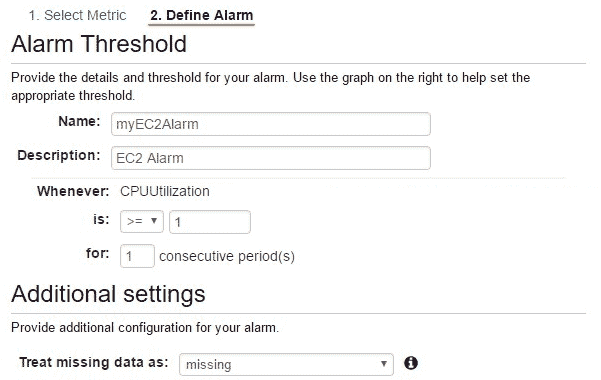 1. Select Metric 2. Define Alarm
Alarm Threshold
Provide the details and threshold for your alarm. Use the graph on the right to help set the
appropriate threshold.
Name: myEC2Alarm
Description: EC2 Alarm
Whenever: CPUUtilization
is: >= 1
for: 1 consecutive period(s)
Additional settings
Provide additional configuration for your alarm.
Treat missing data as: missing